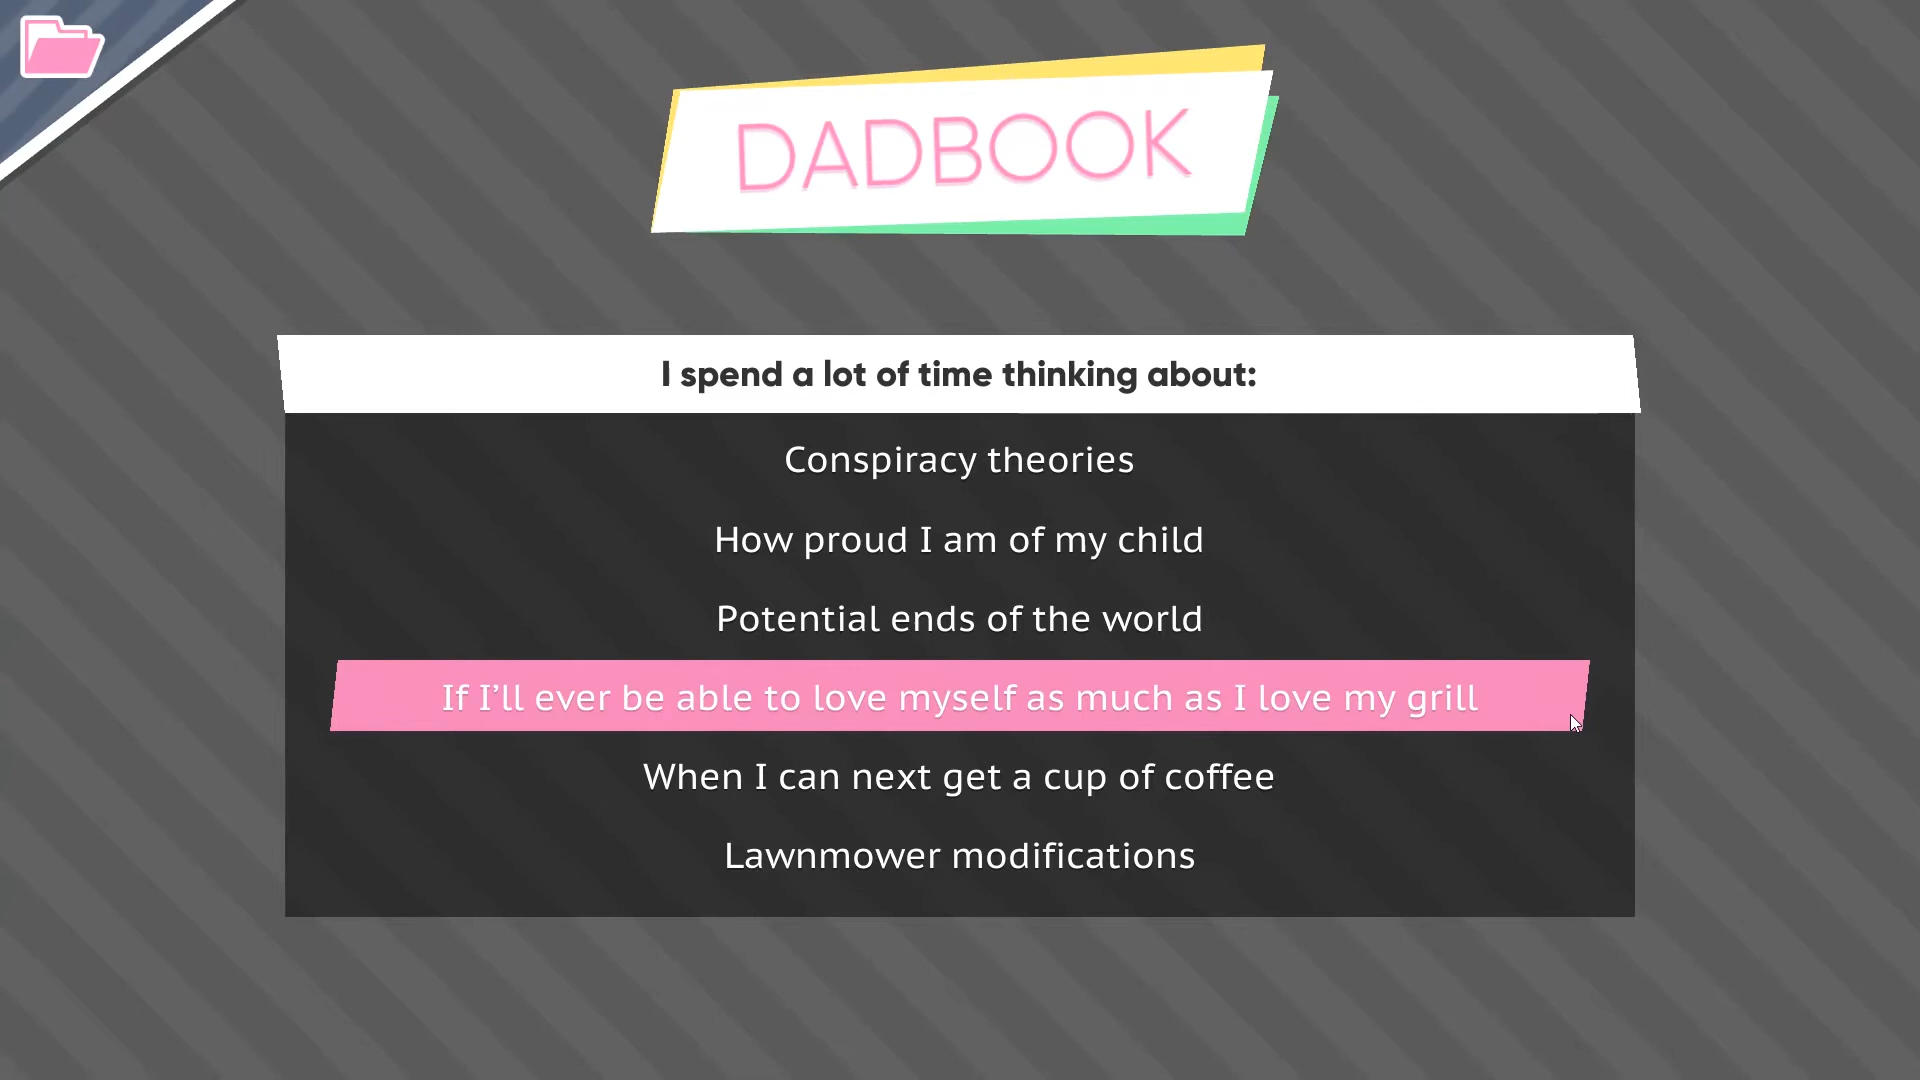 DADBOOK
I spend a lot of time thinking about:
Conspiracy theories
How proud I am of my child
Potential ends of the world
If I’ll ever be able to love myself as much as I love my grill
When I can next get a cup of coffee
Lawnmower modifications